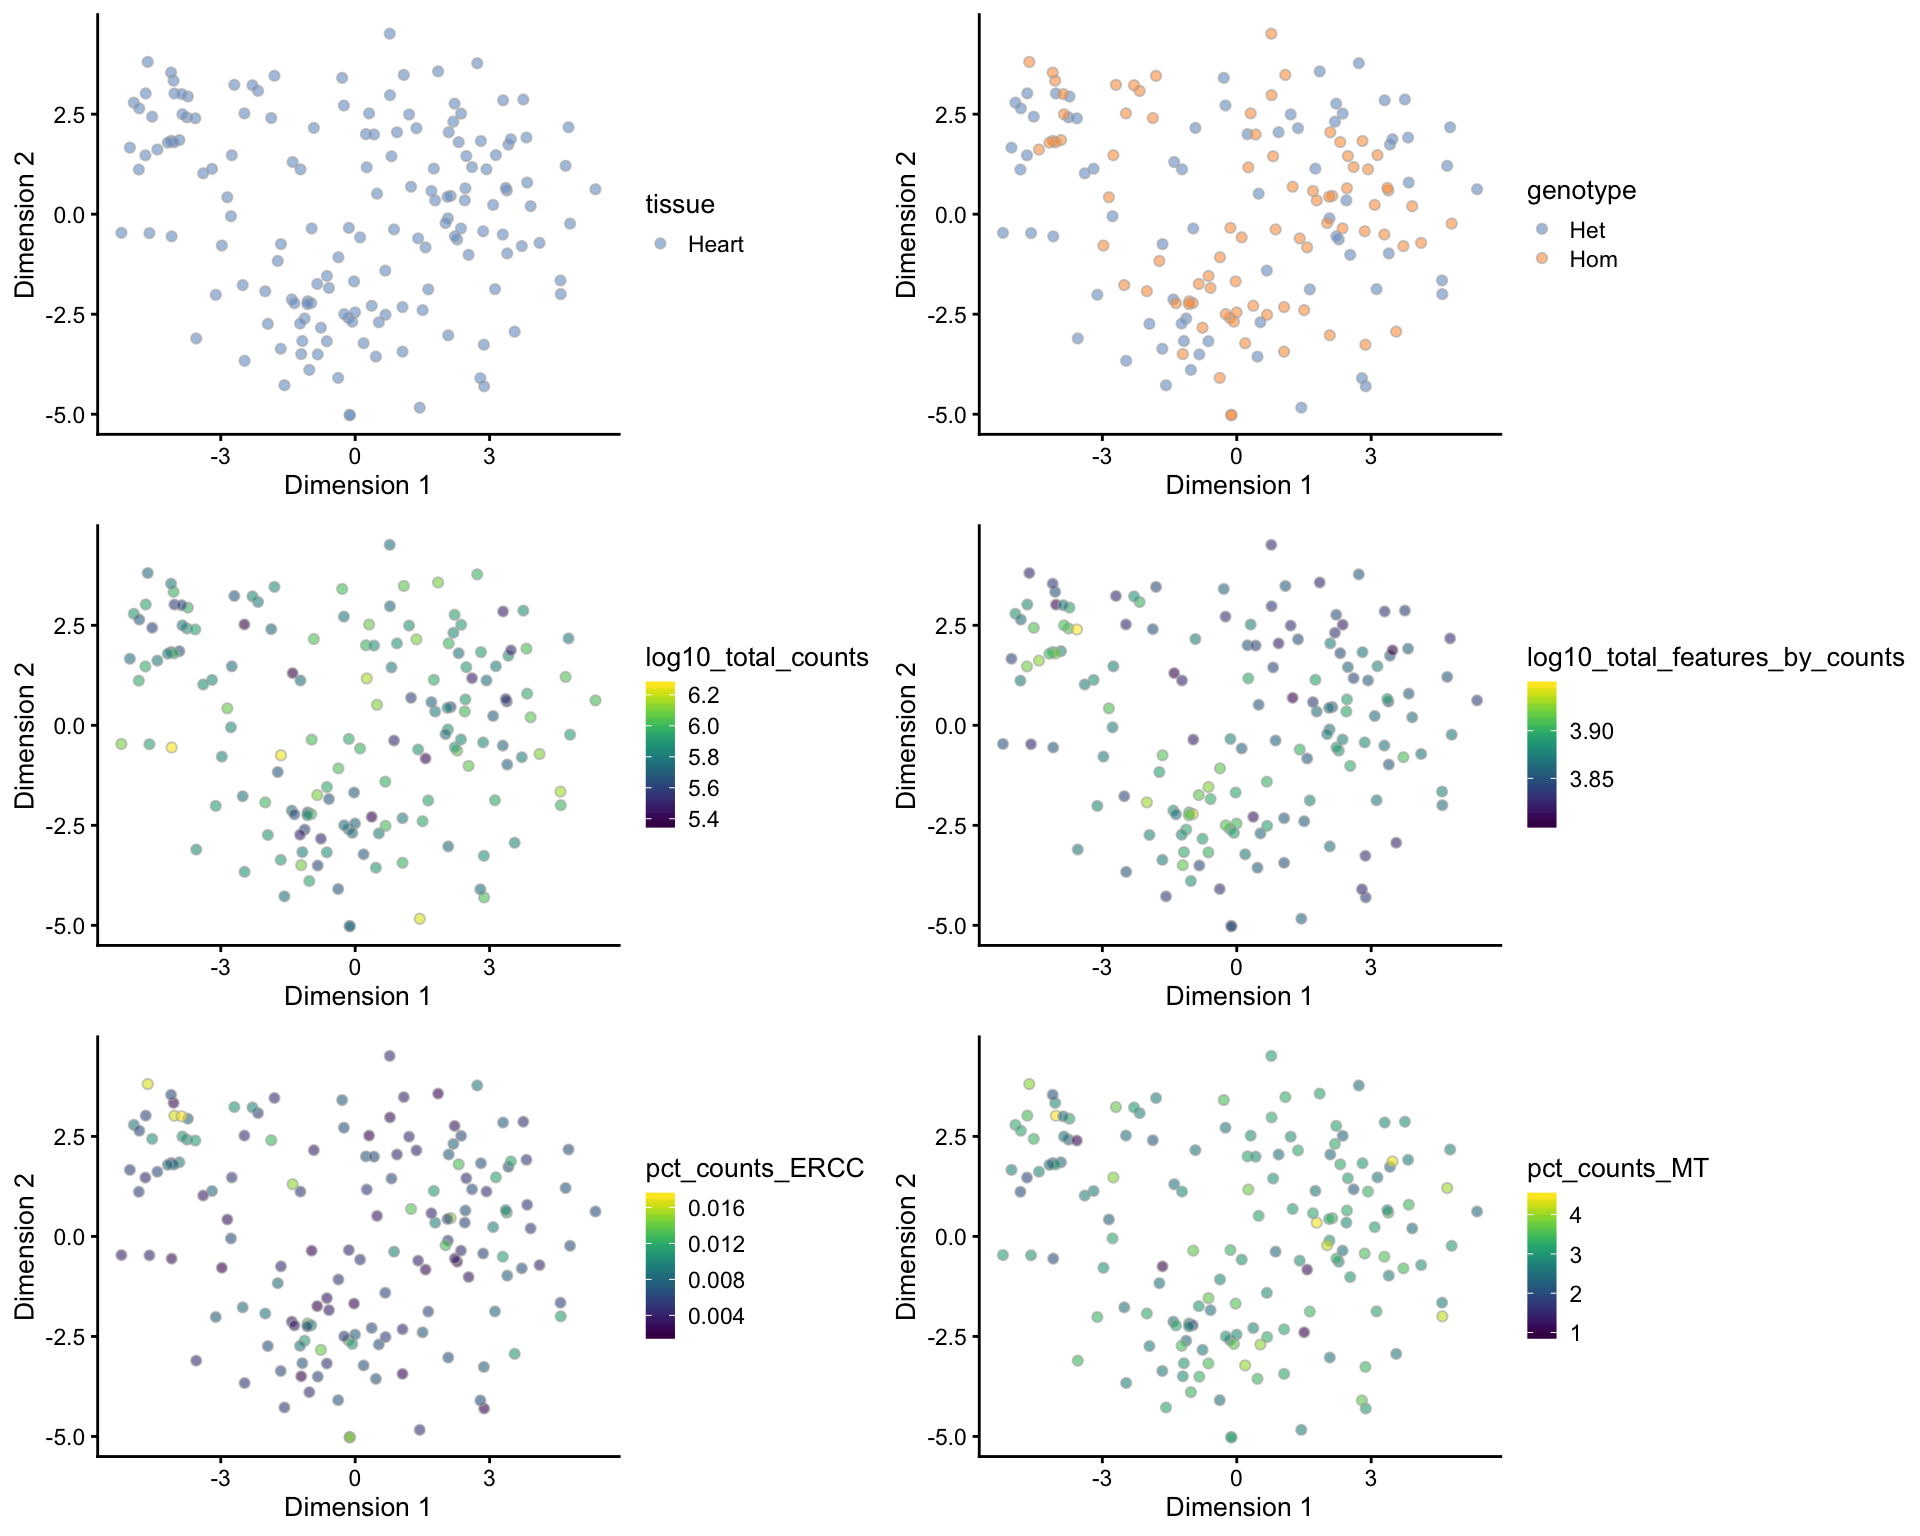 Dimension 2
2.5
0.0
-2.5
-5.0
-3 0 3
Dimension 1
tissue
Heart
Dimension 2
2.5
0.0
-2.5
-5.0
-3 0 3
Dimension 1
genotype
Het
Hom
Dimension 2
2.5
0.0
-2.5
-5.0
-3 0 3
Dimension 1
log10_total_counts
6.2
6.0
5.8
5.6
5.4
Dimension 2
2.5
0.0
-2.5
-5.0
-3 0 3
Dimension 1
log10_total_features_by_counts
3.90
3.85
Dimension 2
2.5
0.0
-2.5
-5.0
-3 0 3
Dimension 1
pct_counts_ERCC
0.016
0.012
0.008
0.004
Dimension 2
2.5
0.0
-2.5
-5.0
-3 0 3
Dimension 1
pct_counts_MT
4
3
2
1